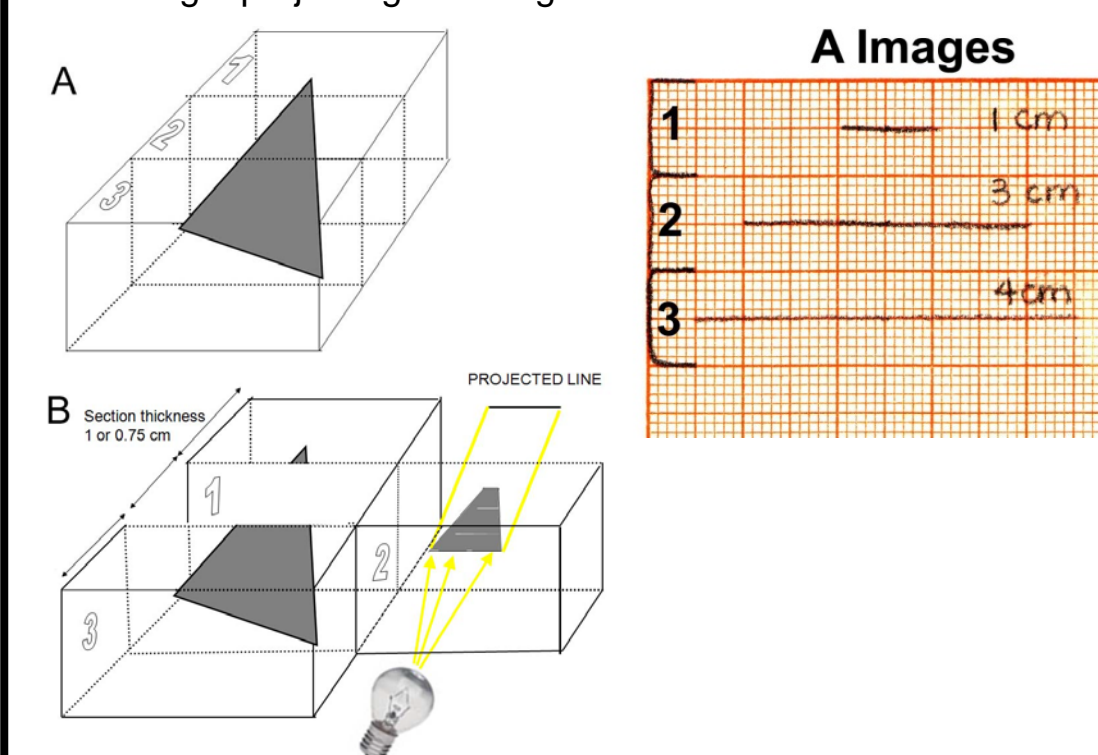 A
1
2
3
A Images
1 1 cm
2 3 cm
3 4cm
B
Section thickness
1 or 0.75 cm
PROJECTED LINE
1
2
3